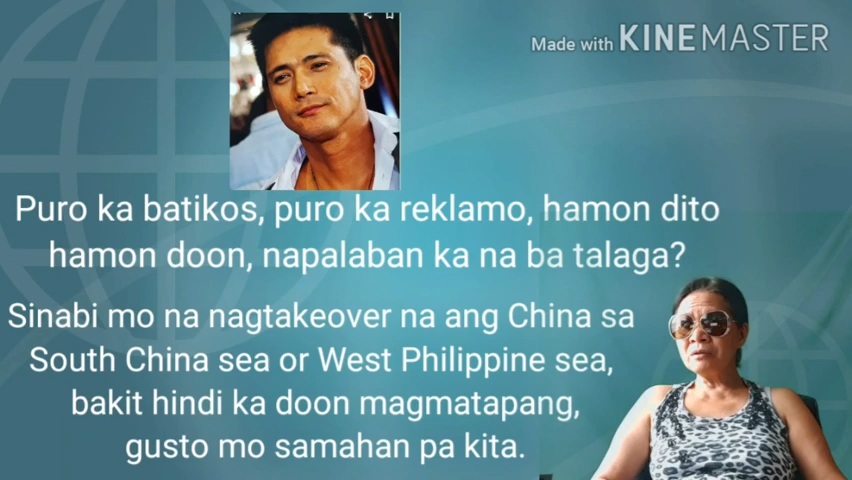 Made with KINEMASTER
Puro ka batikos, puro ka reklamo, hamon dito
hamon doon, napalaban ka na ba talaga?
Sinabi mo na nagtakeover na ang China sa
South China sea or West Philippine sea,
bakit hindi ka doon magmatapang,
gusto mo samahan pa kita.